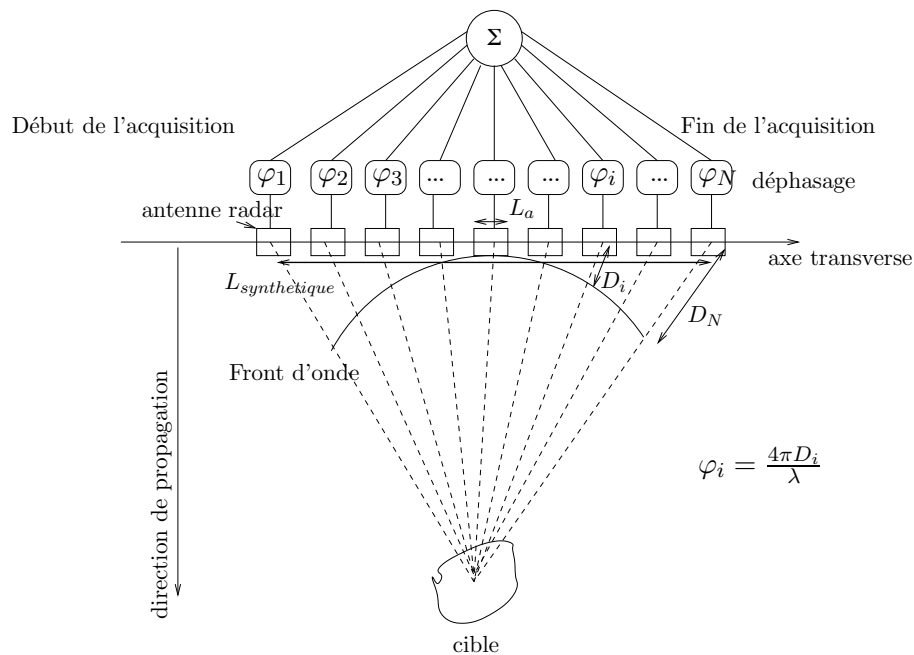 Σ
Début de l'acquisition
Fin de l'acquisition
φ1 φ2 φ3 ... ... ... φi ... φN déphasage
antenne radar
La
axe transverse
Lsynthétique
Di
DN
Front d'onde
direction de propagation
φi = 4πDi/λ
cible